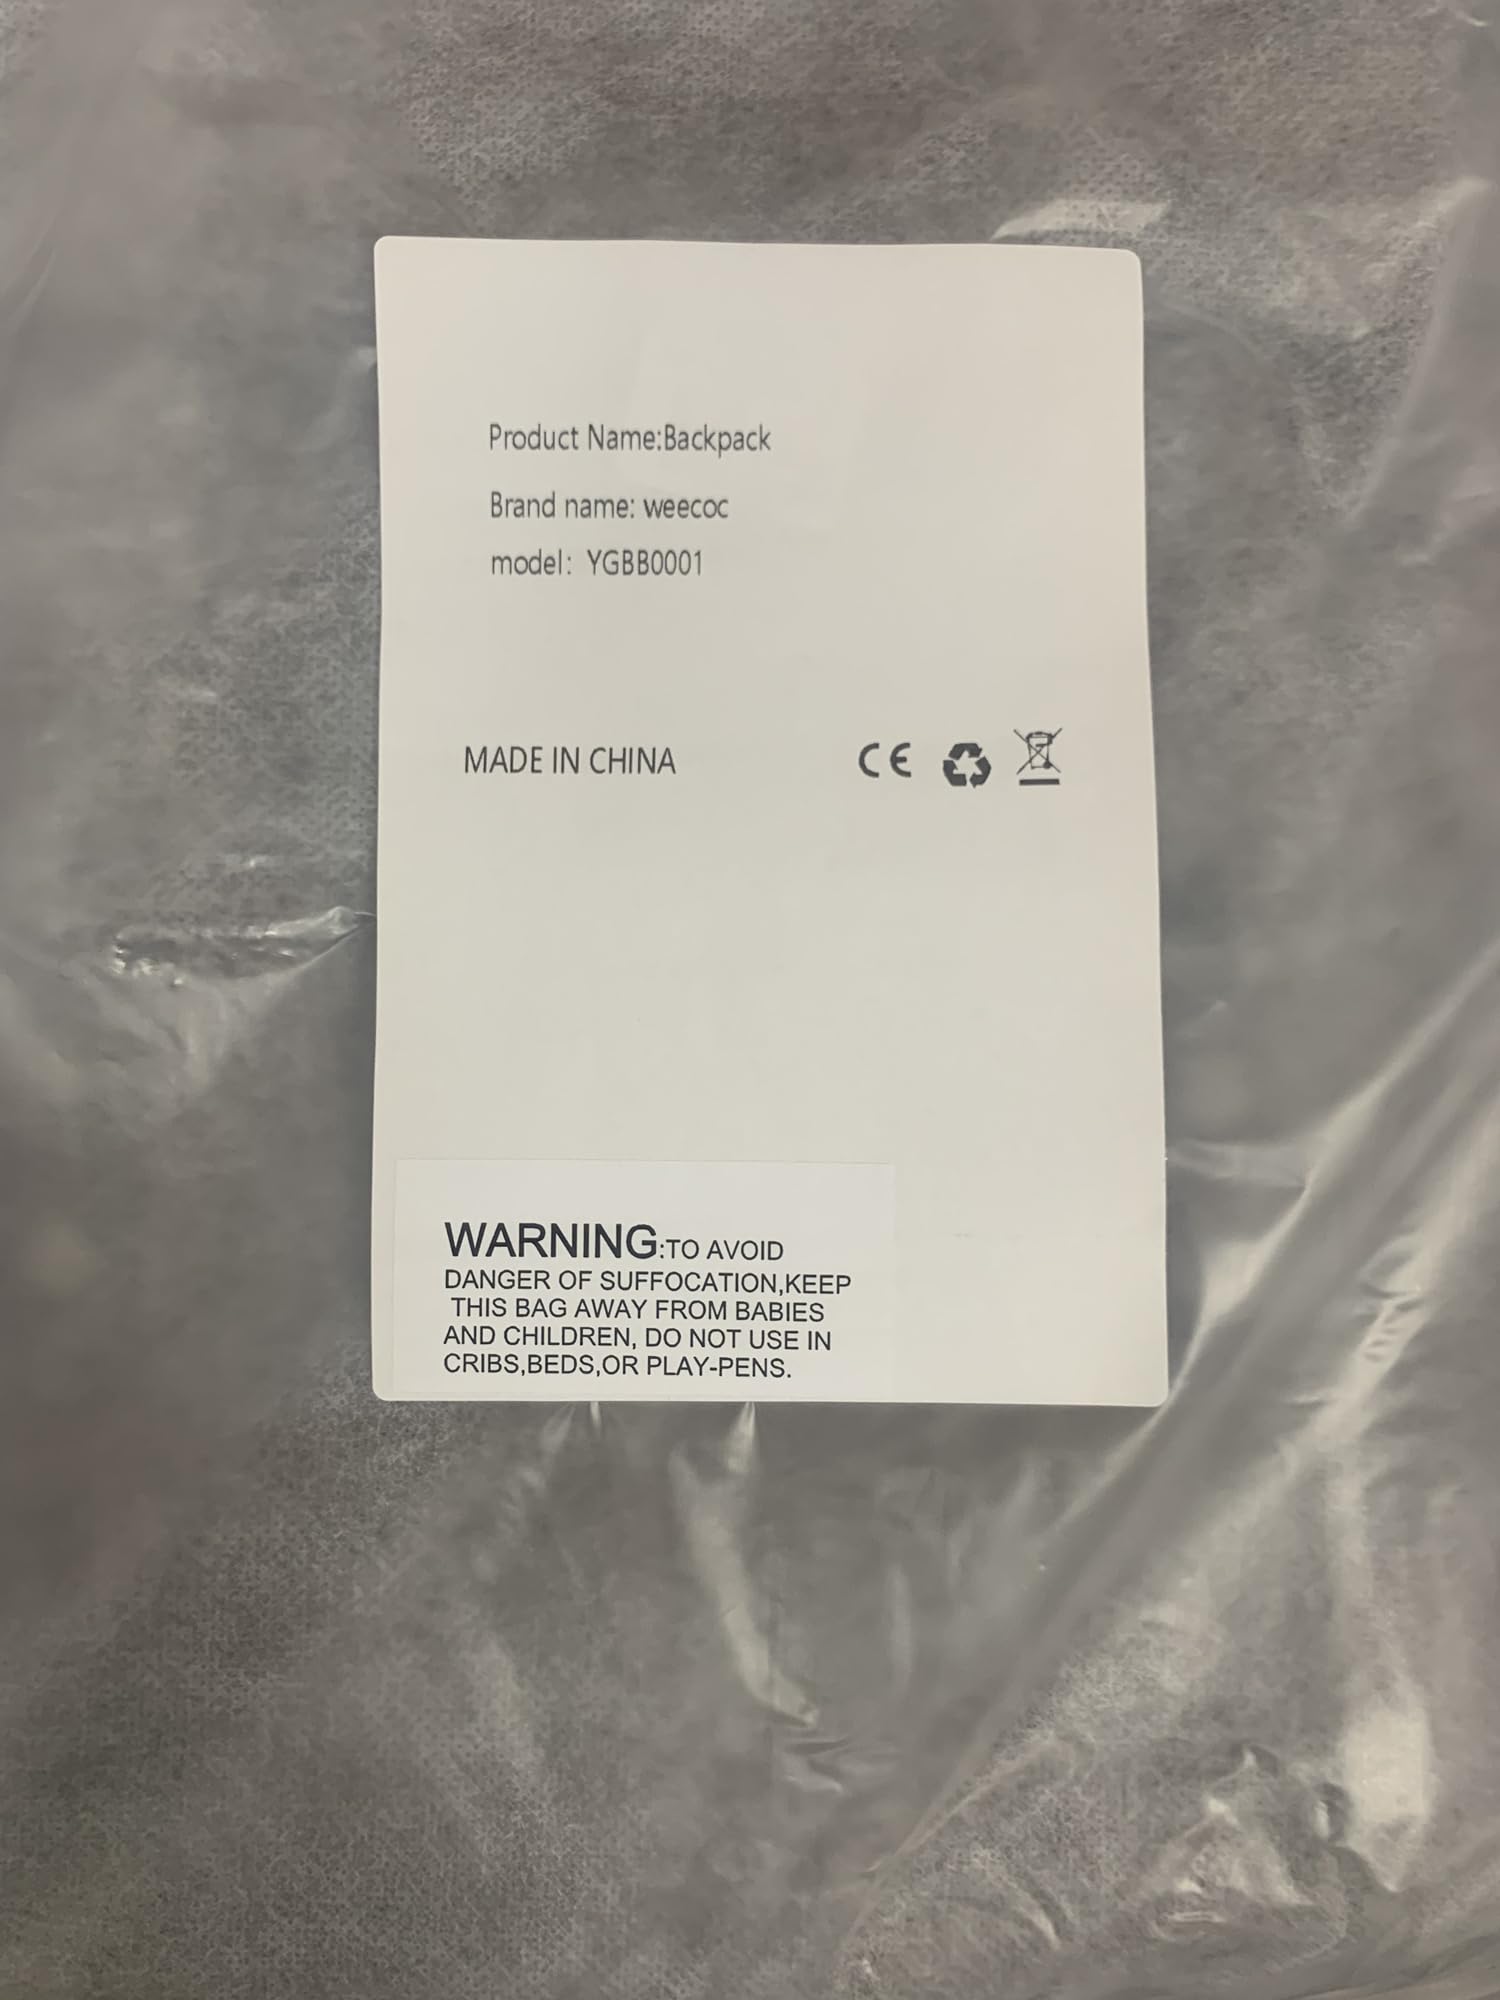 Product Name:Backpack
Brand name: weecoc
model: YGBB0001
MADE IN CHINA
CE
WARNING:TO AVOID
DANGER OF SUFFOCATION,KEEP
THIS BAG AWAY FROM BABIES
AND CHILDREN, DO NOT USE IN
CRIBS,BEDS,OR PLAY-PENS.